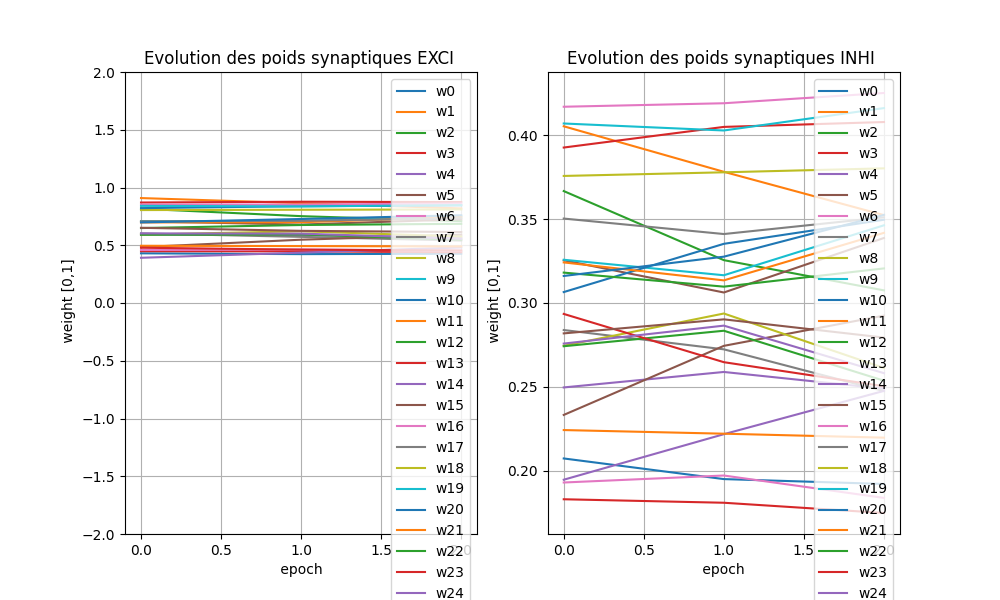 Evolution des poids synaptiques EXCI
weight [0,1]
2.0
1.5
1.0
0.5
0.0
−0.5
−1.0
−1.5
−2.0
0.0 0.5 1.0 1.5 2.0
epoch
w0
w1
w2
w3
w4
w5
w6
w7
w8
w9
w10
w11
w12
w13
w14
w15
w16
w17
w18
w19
w20
w21
w22
w23
w24
Evolution des poids synaptiques INHI
weight [0,1]
0.40
0.35
0.30
0.25
0.20
0.0 0.5 1.0 1.5 2.0
epoch
w0
w1
w2
w3
w4
w5
w6
w7
w8
w9
w10
w11
w12
w13
w14
w15
w16
w17
w18
w19
w20
w21
w22
w23
w24